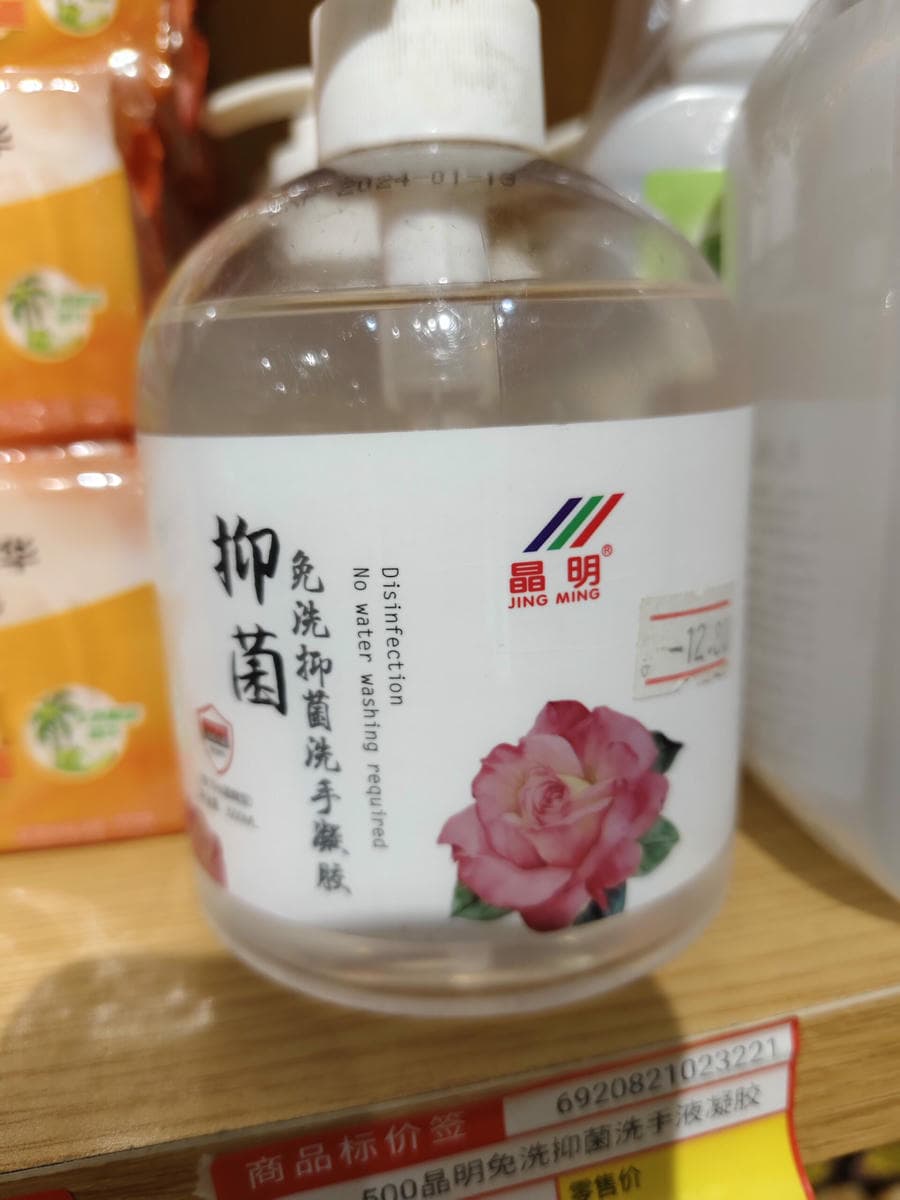 2024-01-13
抑菌
免洗抑菌洗手凝胶
Disinfection
No water washing required
晶明®
JING MING
-12.00
商品标价签
6920821023221
500晶明免洗抑菌洗手液凝胶
零售价